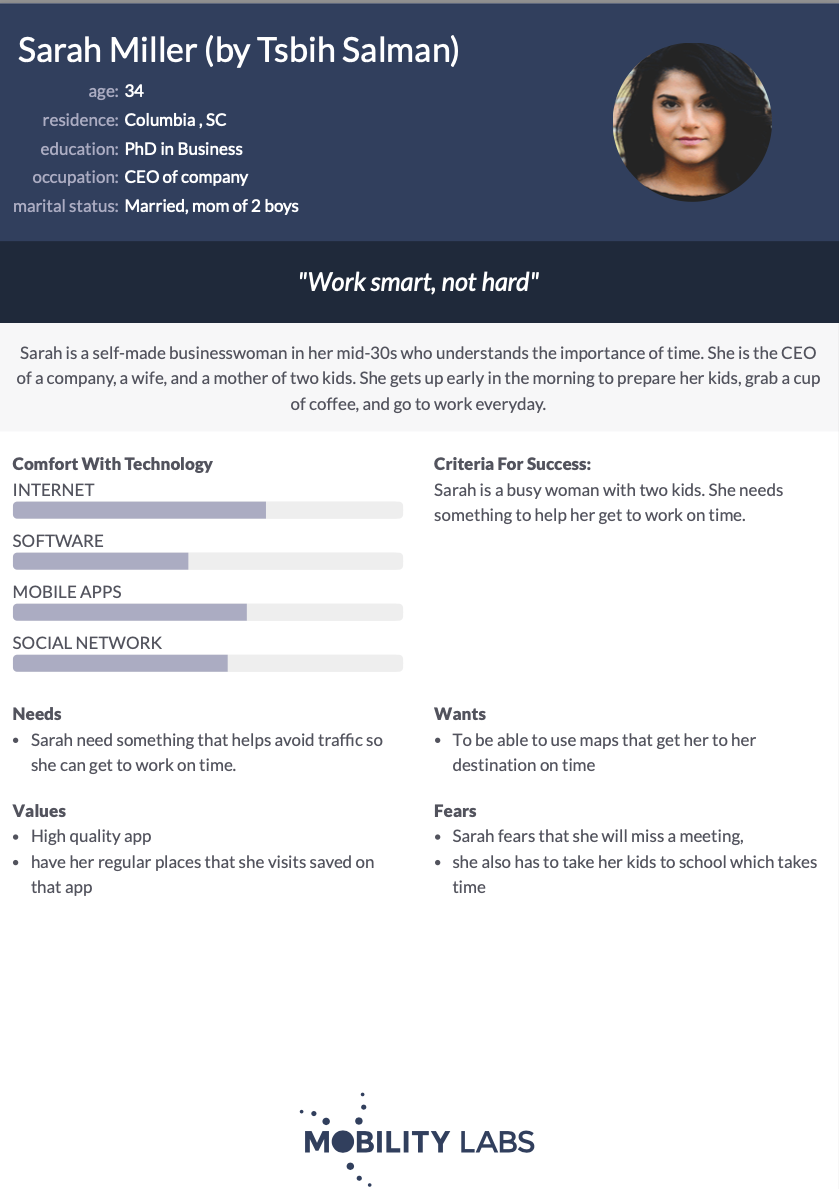 Sarah Miller (by Tsbih Salman)
age: 34
residence: Columbia , SC
education: PhD in Business
occupation: CEO of company
marital status: Married, mom of 2 boys
"Work smart, not hard"
Sarah is a self-made businesswoman in her mid-30s who understands the importance of time. She is the CEO
of a company, a wife, and a mother of two kids. She gets up early in the morning to prepare her kids, grab a cup
of coffee, and go to work everyday.
Comfort With Technology
INTERNET
SOFTWARE
MOBILE APPS
SOCIAL NETWORK
Criteria For Success:
Sarah is a busy woman with two kids. She needs
something to help her get to work on time.
Needs
• Sarah need something that helps avoid traffic so
she can get to work on time.
Wants
• To be able to use maps that get her to her
destination on time
Values
• High quality app
• have her regular places that she visits saved on
that app
Fears
• Sarah fears that she will miss a meeting,
• she also has to take her kids to school which takes
time
MOBILITY LABS